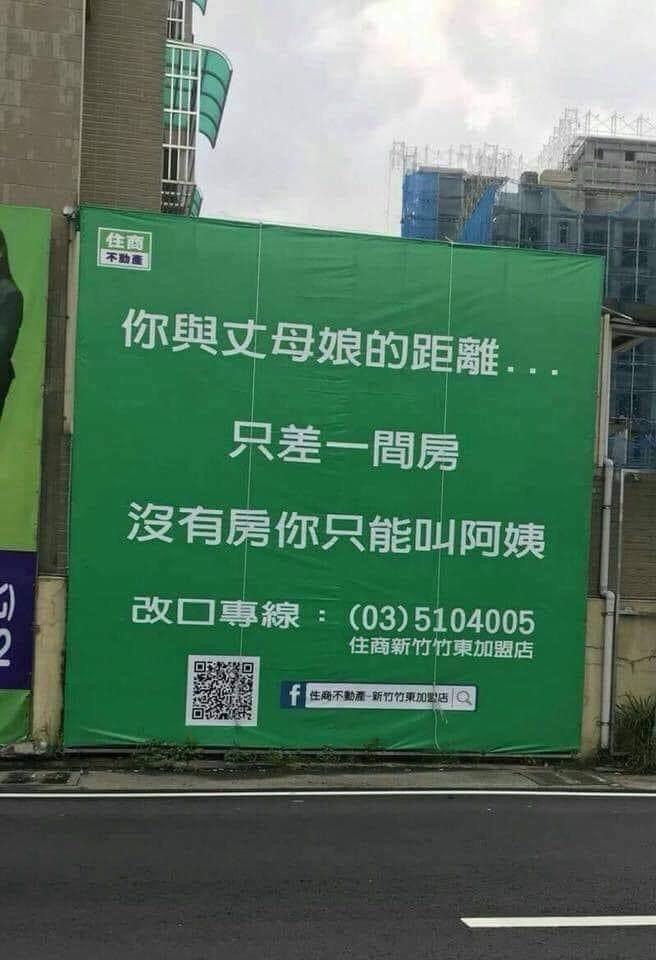 住商
不動產
你與丈母娘的距離...
只差一間房
沒有房你只能叫阿姨
改口專線：(03)5104005
住商新竹竹東加盟店
f 住商不動產-新竹竹東加盟店
2